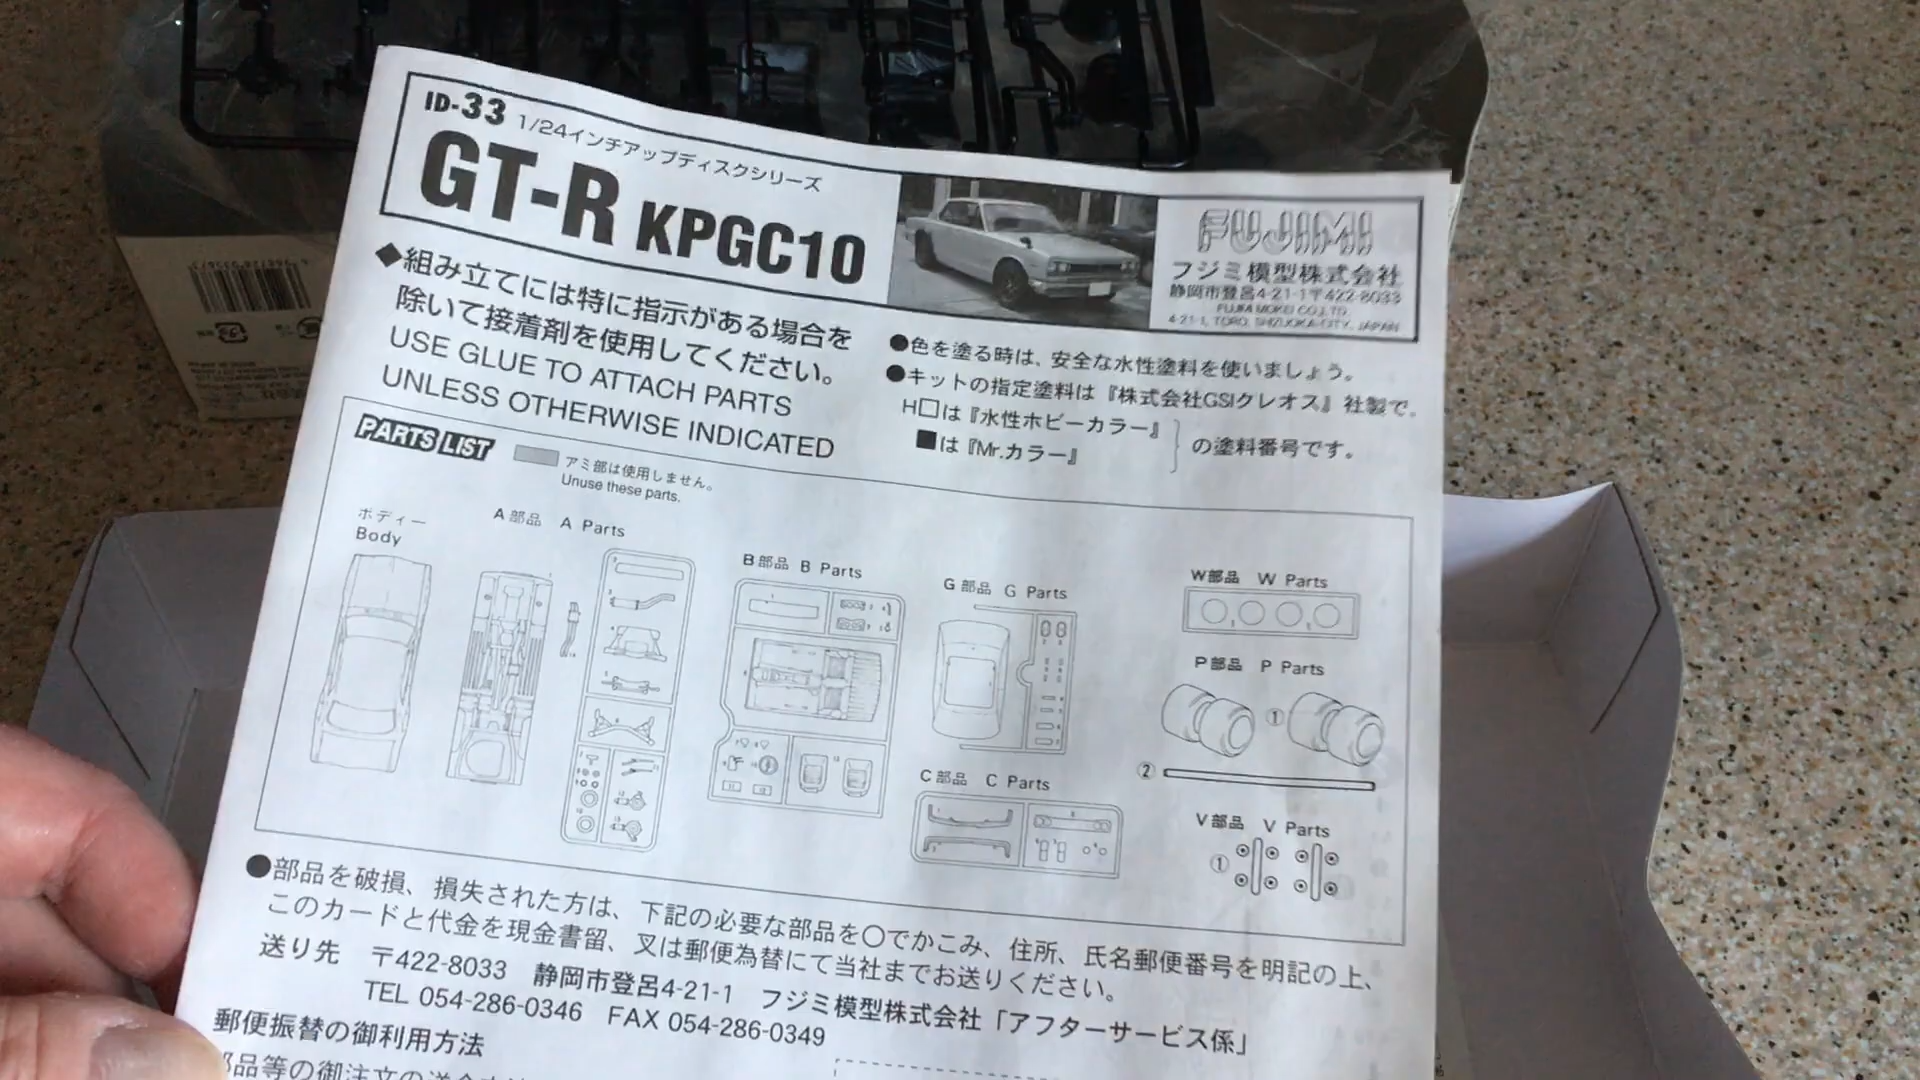 ID-33 1/24インチアップディスクシリーズ
GT-R KPGC10
FUJIMI
フジミ模型株式会社
静岡市登呂4-21-1〒422-8033
FUJIMI MOKEI CO.,LTD.
4-21-1, TORO, SHIZUOKA-CITY, JAPAN
◆組み立てには特に指示がある場合を
除いて接着剤を使用してください。
USE GLUE TO ATTACH PARTS
UNLESS OTHERWISE INDICATED
●色を塗る時は、安全な水性塗料を使いましょう。
●キットの指定塗料は『株式会社GSIクレオス』社製で、
H□は『水性ホビーカラー』
■は『Mr.カラー』
の塗料番号です。
PARTS LIST
アミ部は使用しません。
Unuse these parts.
ボディー
Body
A部品 A Parts
B部品 B Parts
G部品 G Parts
W部品 W Parts
P部品 P Parts
①
②
C部品 C Parts
V部品 V Parts
①
●部品を破損、損失された方は、下記の必要な部品を○でかこみ、住所、氏名郵便番号を明記の上、
このカードと代金を現金書留、又は郵便為替にて当社までお送りください。
送り先 〒422-8033 静岡市登呂4-21-1 フジミ模型株式会社「アフターサービス係」
TEL 054-286-0346 FAX 054-286-0349
郵便振替の御利用方法